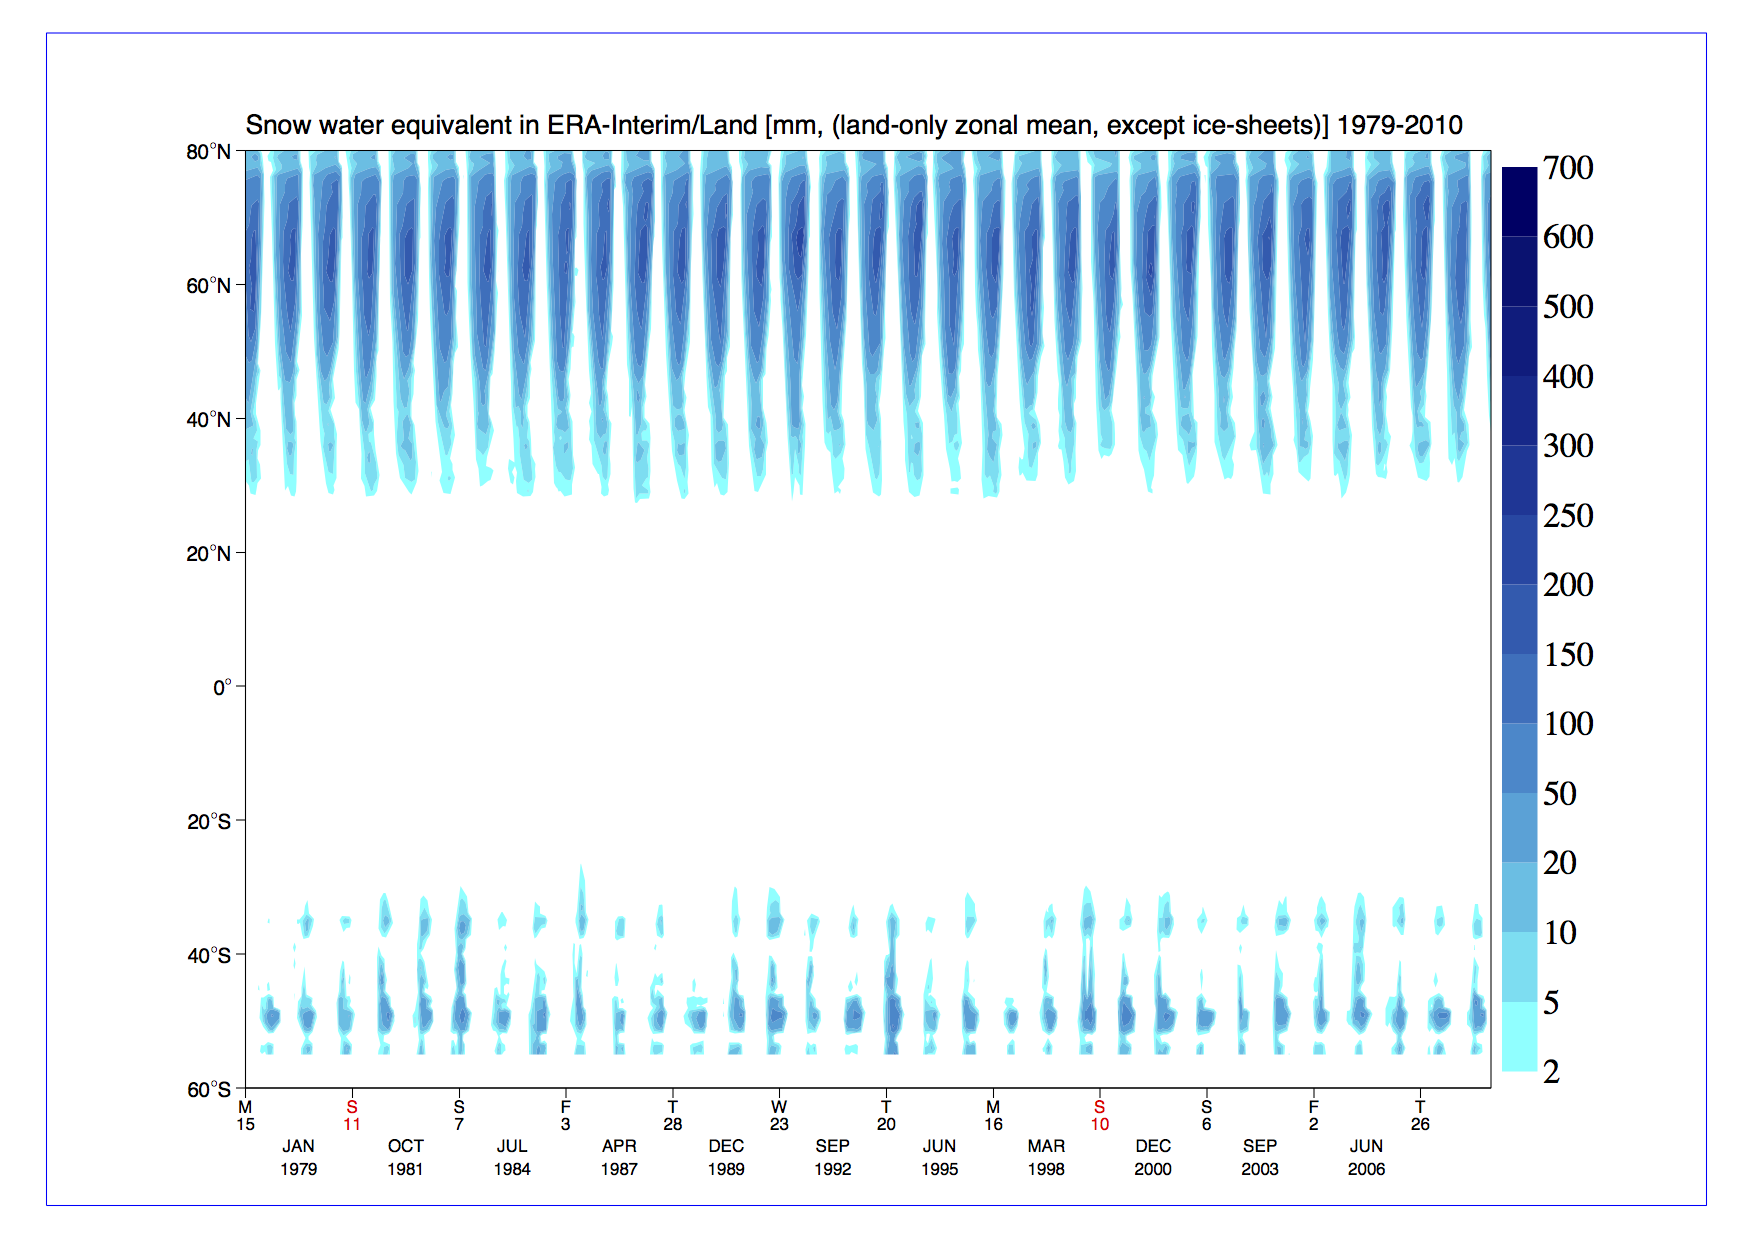 Snow water equivalent in ERA-Interim/Land [mm, (land-only zonal mean, except ice-sheets)] 1979-2010
80°N
60°N
40°N
20°N
0°
20°S
40°S
60°S
700
600
500
400
300
250
200
150
100
50
20
10
5
2
M S S F T W T M S S F T
15 11 7 3 28 23 20 16 10 6 2 26
JAN OCT JUL APR DEC SEP JUN MAR DEC SEP JUN
1979 1981 1984 1987 1989 1992 1995 1998 2000 2003 2006